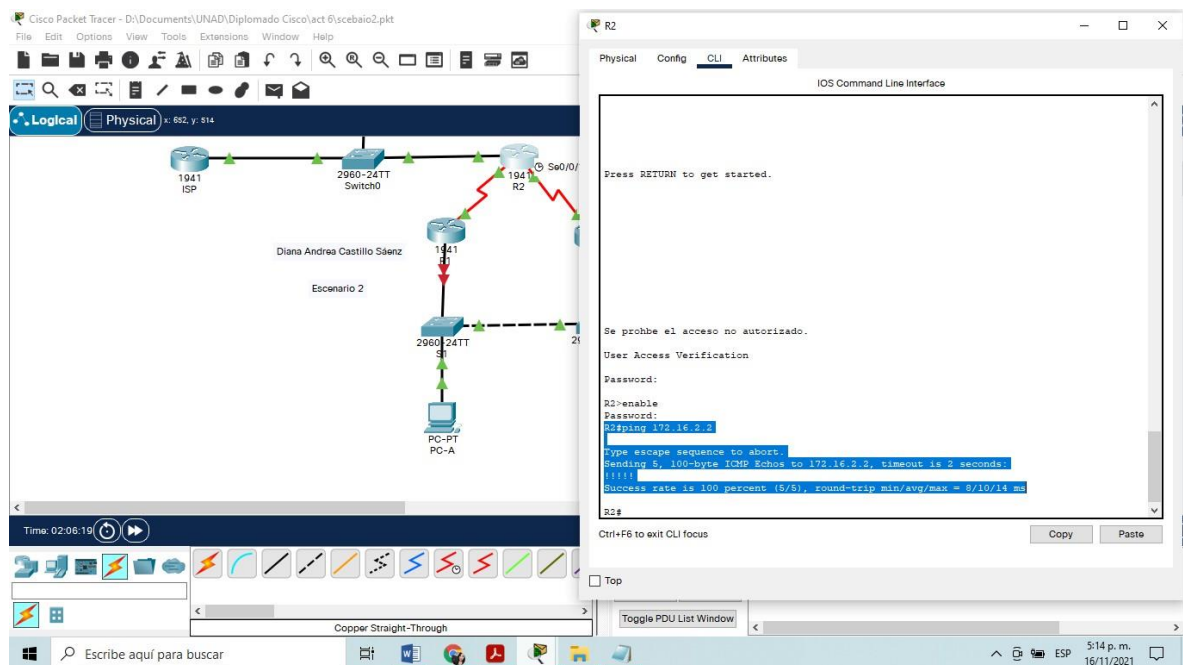 Cisco Packet Tracer - D:\Documents\UNAD\Diplomado Cisco\act 6\scebaio2.pkt
File Edit Options View Tools Extensions Window Help
Logical Physical x: 652, y: 514
1941
ISP
2960-24TT
Switch0
1941
R2
Se0/0/
1941
R1
Diana Andrea Castillo Sáenz
Escenario 2
2960-24TT
S1
29
PC-PT
PC-A
Time: 02:06:19
Copper Straight-Through
R2
Physical Config CLI Attributes
IOS Command Line Interface
Press RETURN to get started.
Se prohbe el acceso no autorizado.
User Access Verification
Password:
R2>enable
Password:
R2#ping 172.16.2.2
Type escape sequence to abort.
Sending 5, 100-byte ICMP Echos to 172.16.2.2, timeout is 2 seconds:
!!!!!
Success rate is 100 percent (5/5), round-trip min/avg/max = 8/10/14 ms
R2#
Ctrl+F6 to exit CLI focus
Copy Paste
Top
Toggle PDU List Window
Escribe aquí para buscar
ESP
5:14 p. m.
16/11/2021